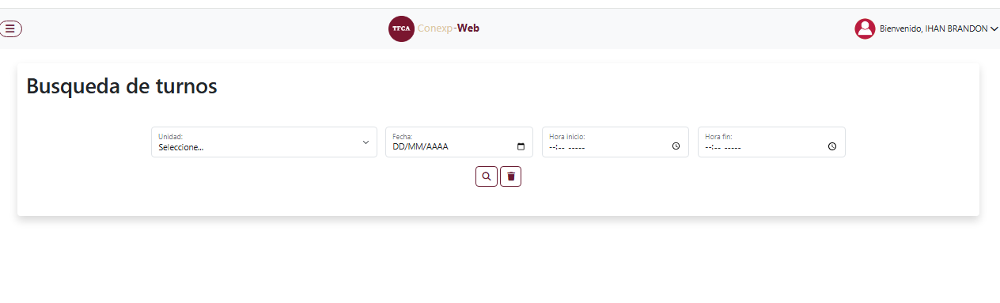 TFCA Conexp-Web
Bienvenido, IHAN BRANDON
Busqueda de turnos
Unidad:
Seleccione...
Fecha:
DD/MM/AAAA
Hora inicio:
--:-- -----
Hora fin:
--:-- -----